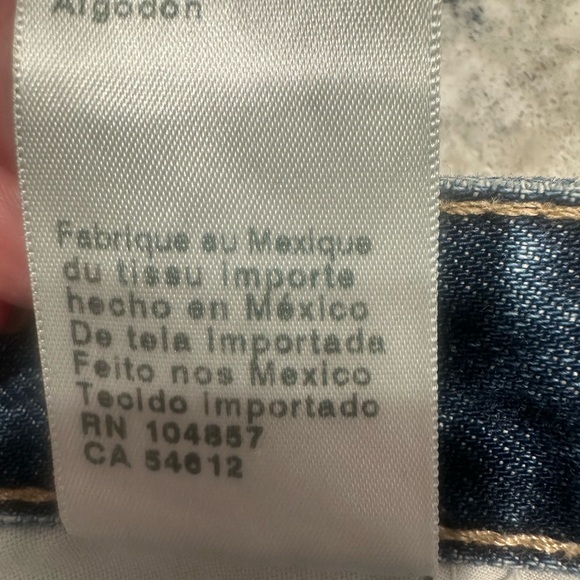 Algodón
Fabrique au Mexique
du tissu importe
hecho en México
De tela importada
Feito nos Mexico
Tecido importado
RN 104857
CA 54612